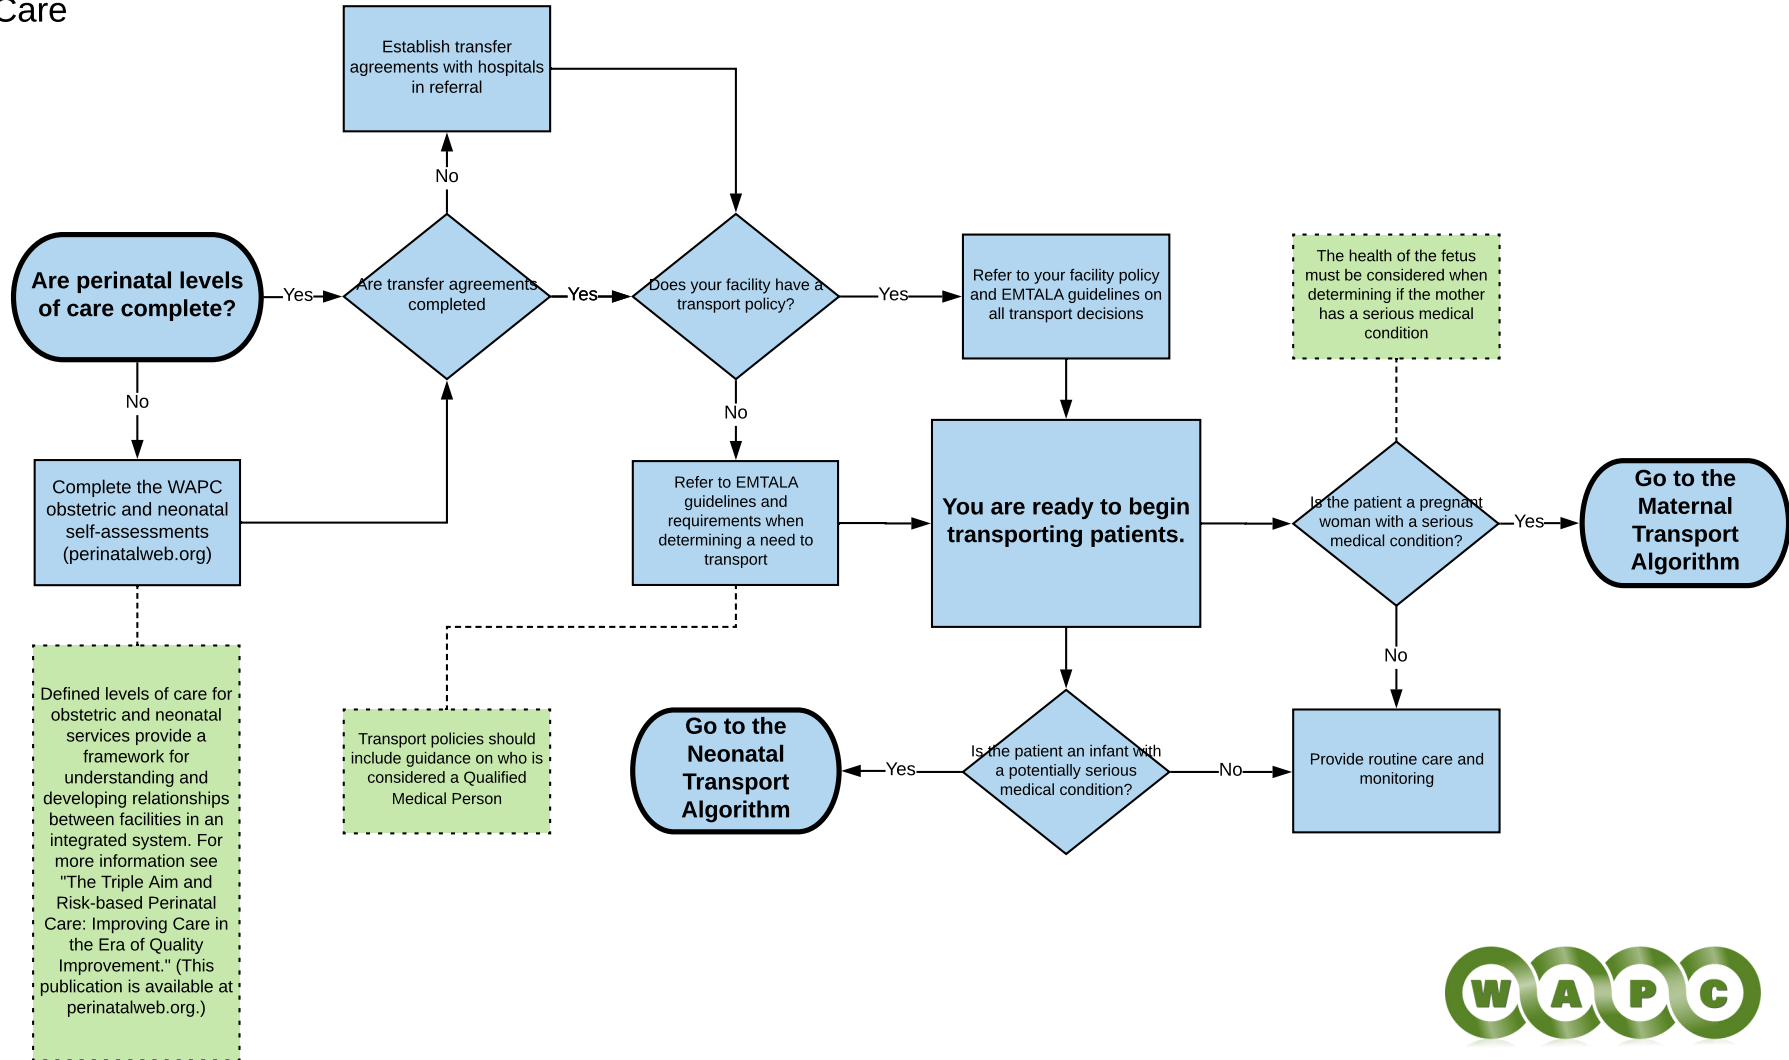 Care
Establish transfer
agreements with hospitals
in referral
No
Are perinatal levels
of care complete?
Yes
Are transfer agreements
completed
Yes
Does your facility have a
transport policy?
Yes
Refer to your facility policy
and EMTALA guidelines on
all transport decisions
The health of the fetus
must be considered when
determining if the mother
has a serious medical
condition
No
No
Complete the WAPC
obstetric and neonatal
self-assessments
(perinatalweb.org)
Refer to EMTALA
guidelines and
requirements when
determining a need to
transport
You are ready to begin
transporting patients.
Is the patient a pregnant
woman with a serious
medical condition?
Yes
Go to the
Maternal
Transport
Algorithm
No
Defined levels of care for
obstetric and neonatal
services provide a
framework for
understanding and
developing relationships
between facilities in an
integrated system. For
more information see
"The Triple Aim and
Risk-based Perinatal
Care: Improving Care in
the Era of Quality
Improvement." (This
publication is available at
perinatalweb.org.)
Transport policies should
include guidance on who is
considered a Qualified
Medical Person
Go to the
Neonatal
Transport
Algorithm
Yes
Is the patient an infant with
a potentially serious
medical condition?
No
Provide routine care and
monitoring
WAPC